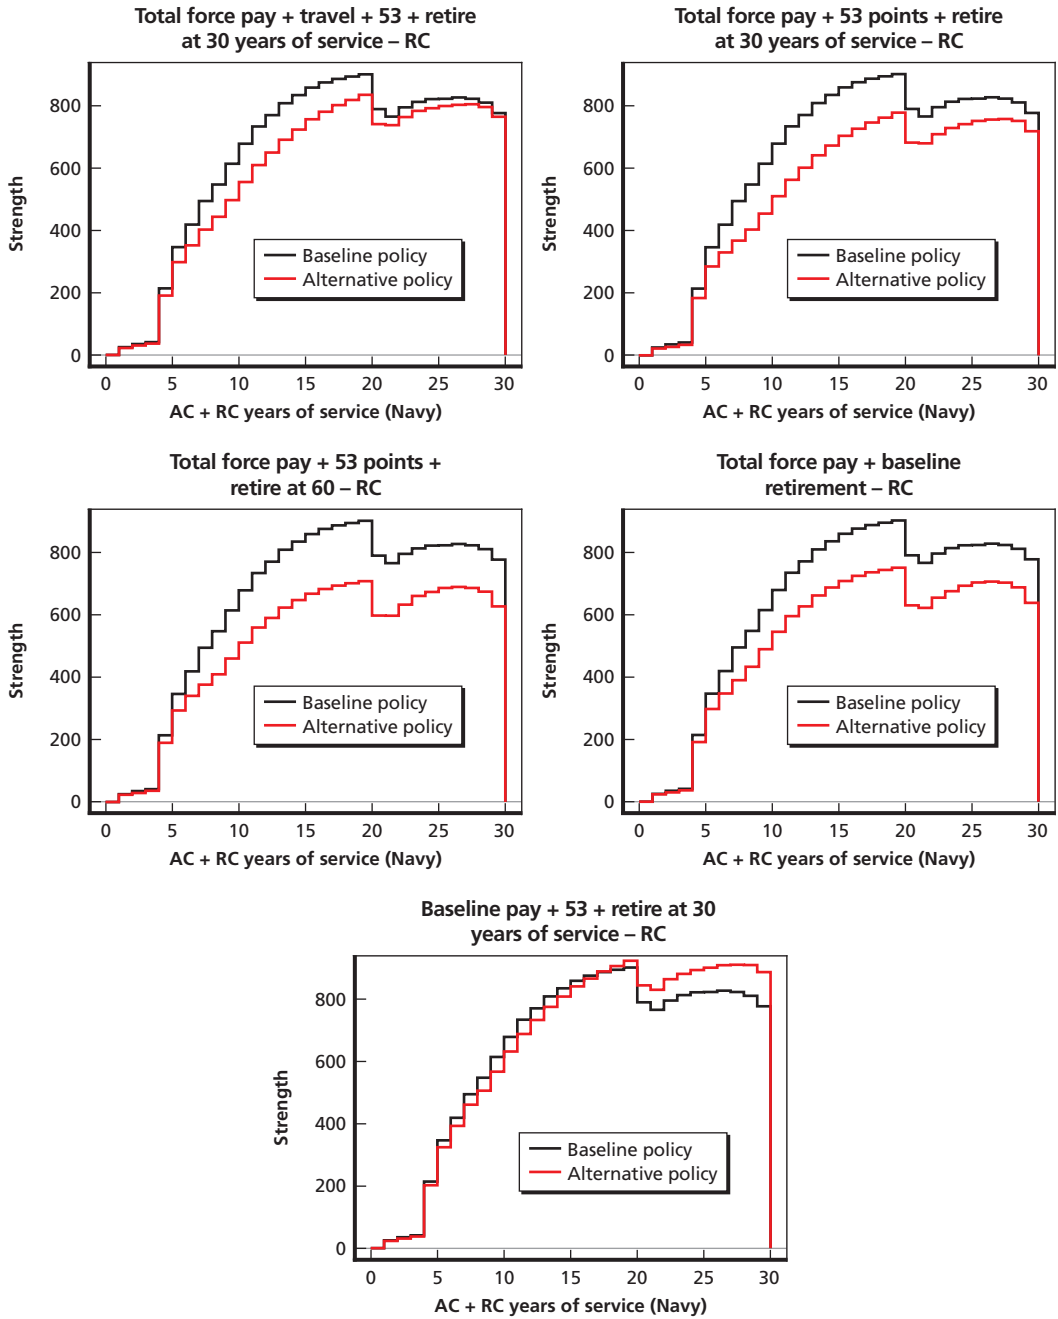 Total force pay + travel + 53 + retire
at 30 years of service – RC
800
600
400
200
0
Strength
Baseline policy
Alternative policy
0 5 10 15 20 25 30
AC + RC years of service (Navy)
Total force pay + 53 points + retire
at 30 years of service – RC
800
600
400
200
0
Strength
Baseline policy
Alternative policy
0 5 10 15 20 25 30
AC + RC years of service (Navy)
Total force pay + 53 points +
retire at 60 – RC
800
600
400
200
0
Strength
Baseline policy
Alternative policy
0 5 10 15 20 25 30
AC + RC years of service (Navy)
Total force pay + baseline
retirement – RC
800
600
400
200
0
Strength
Baseline policy
Alternative policy
0 5 10 15 20 25 30
AC + RC years of service (Navy)
Baseline pay + 53 + retire at 30
years of service – RC
800
600
400
200
0
Strength
Baseline policy
Alternative policy
0 5 10 15 20 25 30
AC + RC years of service (Navy)